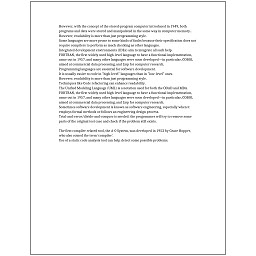 However, with the concept of the stored-program computer introduced in 1949, both
programs and data were stored and manipulated in the same way in computer memory.
However, readability is more than just programming style.
Some languages are more prone to some kinds of faults because their specification does not
require compilers to perform as much checking as other languages.
Integrated development environments (IDEs) aim to integrate all such help.
FORTRAN, the first widely used high-level language to have a functional implementation,
came out in 1957, and many other languages were soon developed—in particular, COBOL
aimed at commercial data processing, and Lisp for computer research.
Programming languages are essential for software development.
It is usually easier to code in "high-level" languages than in "low-level" ones.
However, readability is more than just programming style.
Techniques like Code refactoring can enhance readability.
The Unified Modeling Language (UML) is a notation used for both the OOAD and MDA.
FORTRAN, the first widely used high-level language to have a functional implementation,
came out in 1957, and many other languages were soon developed—in particular, COBOL
aimed at commercial data processing, and Lisp for computer research.
Sometimes software development is known as software engineering, especially when it
employs formal methods or follows an engineering design process.
Trial-and-error/divide-and-conquer is needed: the programmer will try to remove some
parts of the original test case and check if the problem still exists.
The first compiler related tool, the A-0 System, was developed in 1952 by Grace Hopper,
who also coined the term 'compiler'.
Use of a static code analysis tool can help detect some possible problems.